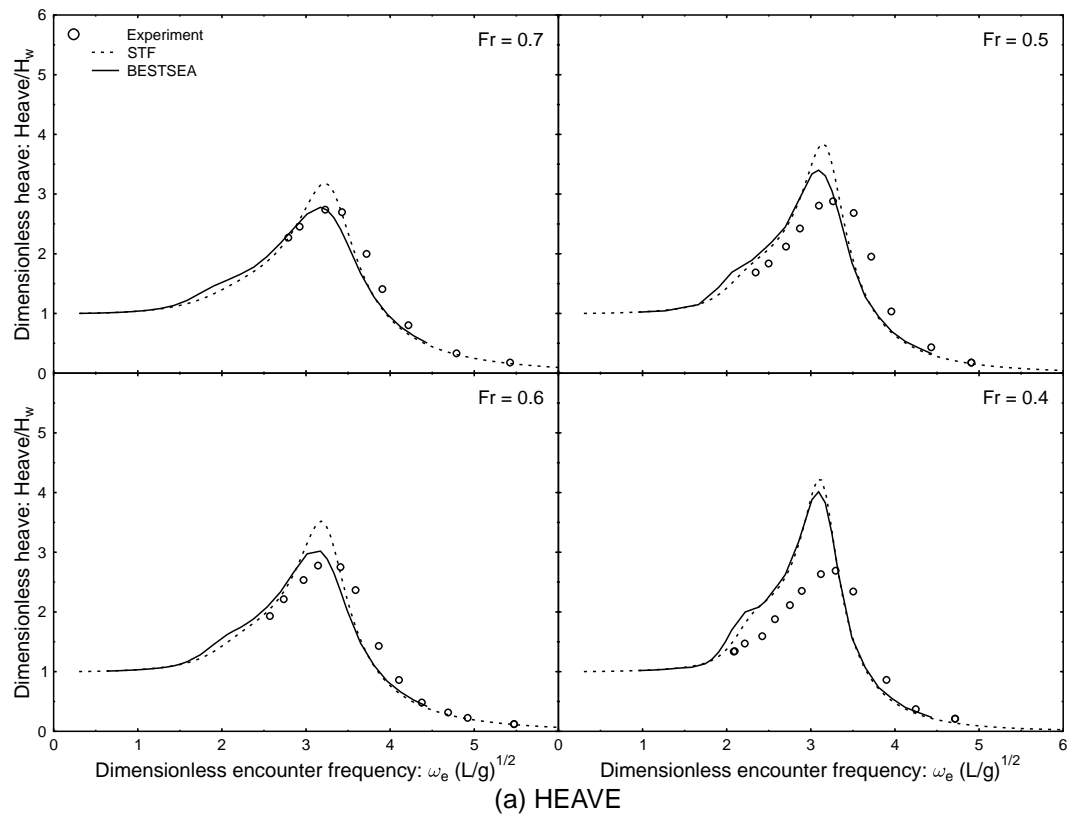 6
5
4
3
2
1
0
Dimensionless heave: Heave/H_w
Experiment
STF
BESTSEA
Fr = 0.7
Fr = 0.5
5
4
3
2
1
0
Dimensionless heave: Heave/H_w
Fr = 0.6
Fr = 0.4
0 1 2 3 4 5 0 1 2 3 4 5 6
Dimensionless encounter frequency: ω_e (L/g)^1/2 Dimensionless encounter frequency: ω_e (L/g)^1/2
(a) HEAVE